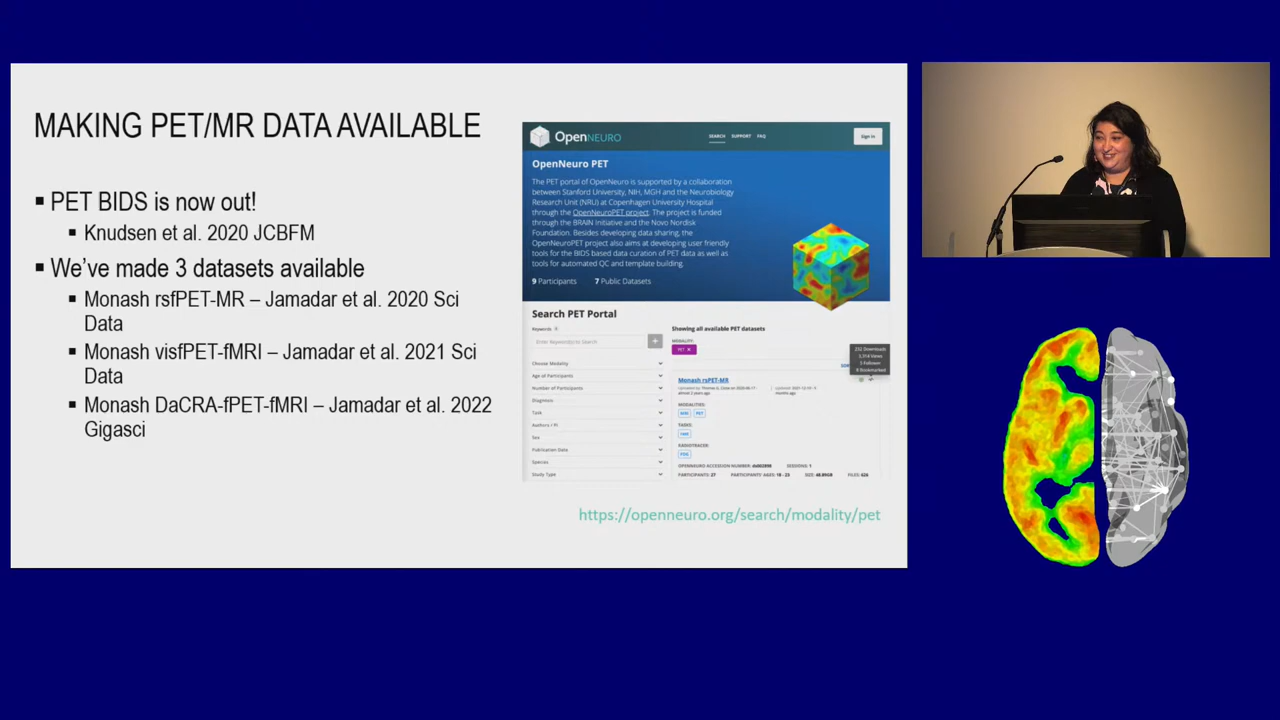 MAKING PET/MR DATA AVAILABLE
▪ PET BIDS is now out!
▪ Knudsen et al. 2020 JCBFM
▪ We've made 3 datasets available
▪ Monash rsfPET-MR – Jamadar et al. 2020 Sci
Data
▪ Monash visfPET-fMRI – Jamadar et al. 2021 Sci
Data
▪ Monash DaCRA-fPET-fMRI – Jamadar et al. 2022
Gigasci
OpenNEURO
SEARCH SUPPORT FAQ
Sign in
OpenNeuro PET
The PET portal of OpenNeuro is supported by a collaboration
between Stanford University, NIH, MGH and the Neurobiology
Research Unit (NRU) at Copenhagen University Hospital
through the OpenNeuroPET project. The project is funded
through the BRAIN Initiative and the Novo Nordisk
Foundation. Besides developing data sharing, the
OpenNeuroPET project also aims at developing user friendly
tools for the BIDS based data curation of PET data as well as
tools for automated QC and template building.
9 Participants 7 Public Datasets
Search PET Portal
Keywords
Enter Keyword(s) to Search
+
Choose Modality
Age of Participants
Number of Participants
Diagnosis
Task
Authors / PI
Sex
Publication Date
Species
Study Type
Showing all available PET datasets
MODALITY:
PET ×
252 Downloads
Views
Follower
Bookmarked
Monash rsPET-MR
MODALITIES:
MRI PET
TASKS:
RADIOTRACER:
FDG
OPENNEURO ACCESSION NUMBER: ds002898 SESSIONS: 1
PARTICIPANTS: 27 PARTICIPANTS' AGES: 18 - 23 SIZE: FILES: 626
https://openneuro.org/search/modality/pet